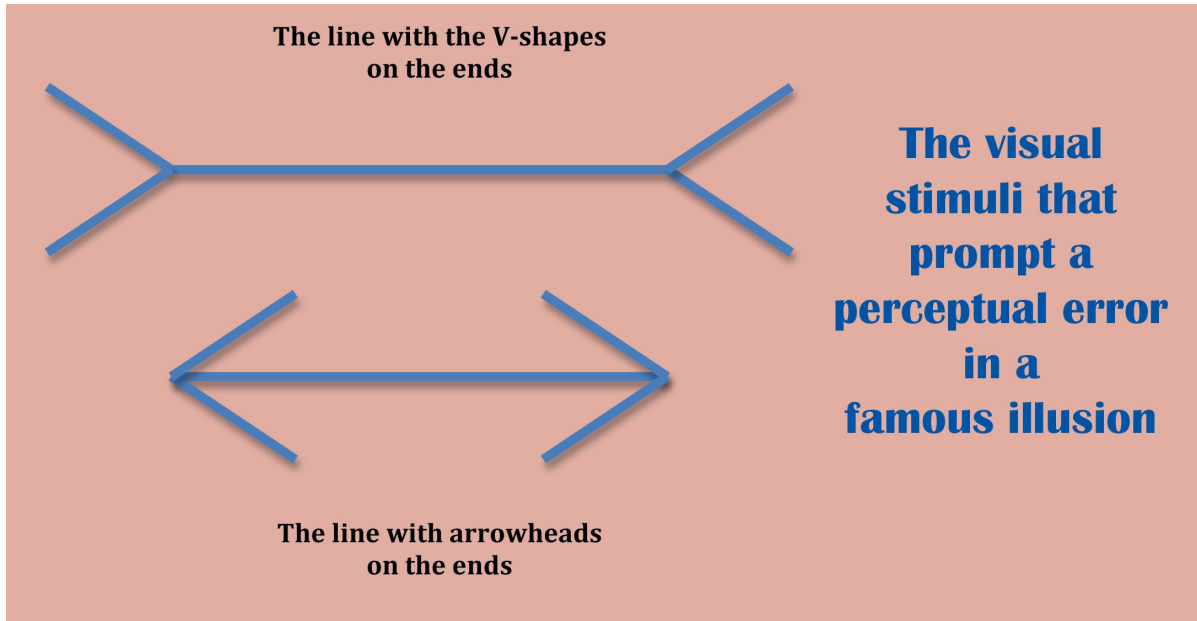 The line with the V-shapes
on the ends
The visual
stimuli that
prompt a
perceptual error
in a
famous illusion
The line with arrowheads
on the ends